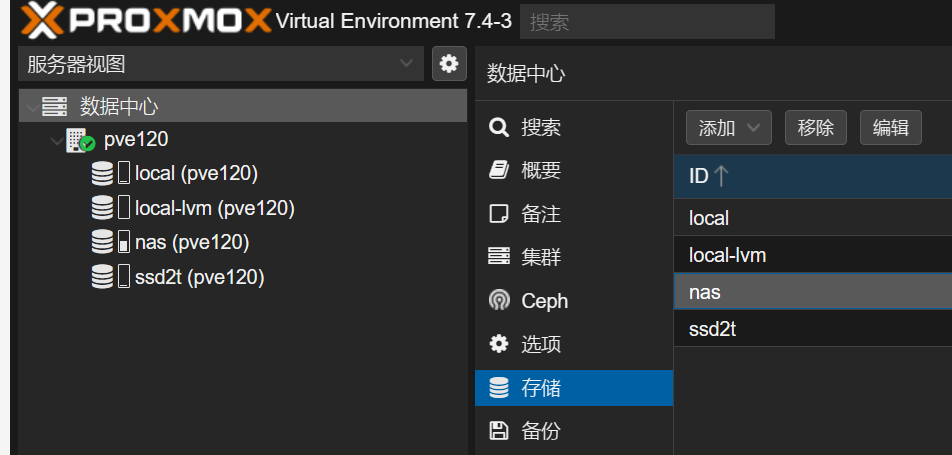 PROXMOX Virtual Environment 7.4-3 搜索
服务器视图
数据中心
pve120
local (pve120)
local-lvm (pve120)
nas (pve120)
ssd2t (pve120)
数据中心
搜索
概要
备注
集群
Ceph
选项
存储
备份
添加 移除 编辑
ID
local
local-lvm
nas
ssd2t